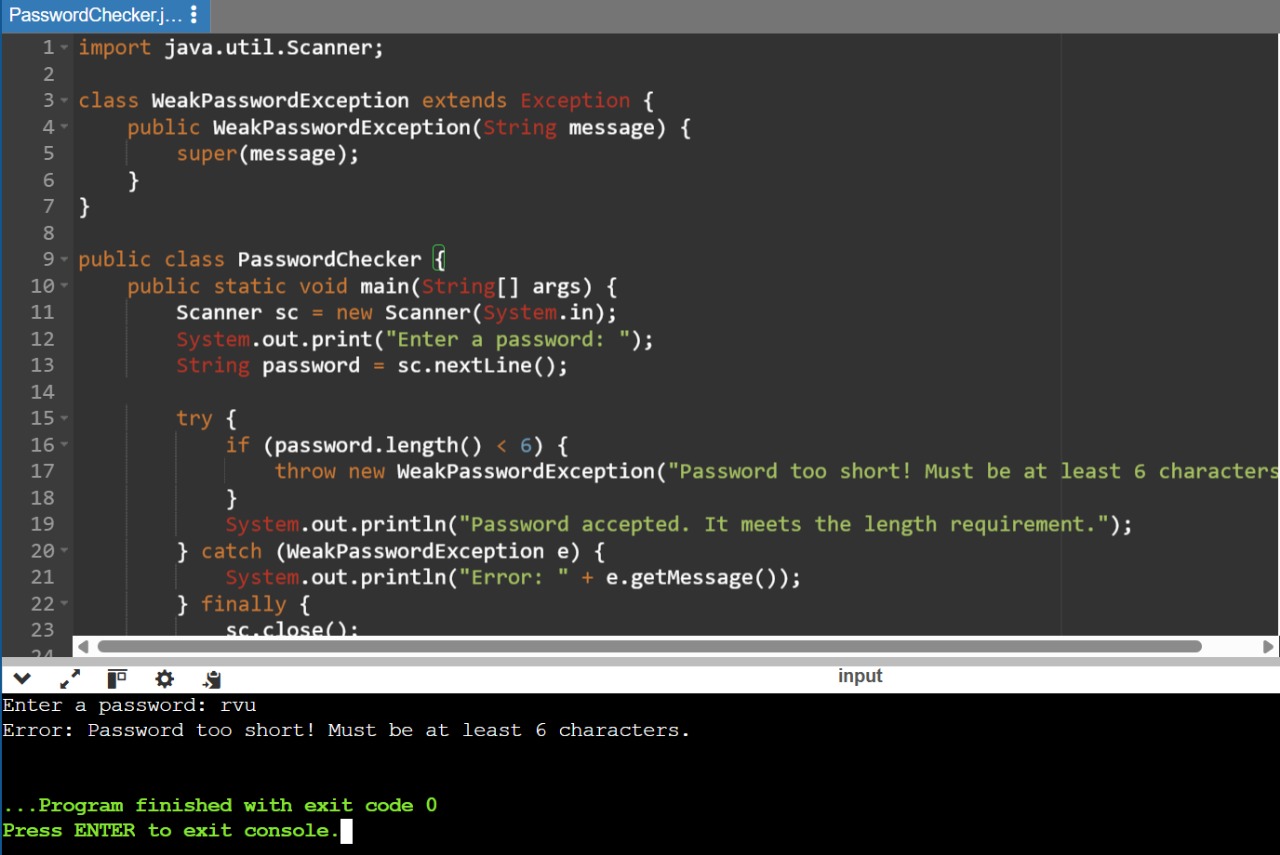 PasswordChecker.j...
1 import java.util.Scanner;
2
3 class WeakPasswordException extends Exception {
4     public WeakPasswordException(String message) {
5         super(message);
6     }
7 }
8
9 public class PasswordChecker {
10     public static void main(String[] args) {
11         Scanner sc = new Scanner(System.in);
12         System.out.print("Enter a password: ");
13         String password = sc.nextLine();
14
15         try {
16             if (password.length() < 6) {
17                 throw new WeakPasswordException("Password too short! Must be at least 6 characters
18             }
19             System.out.println("Password accepted. It meets the length requirement.");
20         } catch (WeakPasswordException e) {
21             System.out.println("Error: " + e.getMessage());
22         } finally {
23             sc.close();
24
input
Enter a password: rvu
Error: Password too short! Must be at least 6 characters.
...Program finished with exit code 0
Press ENTER to exit console.